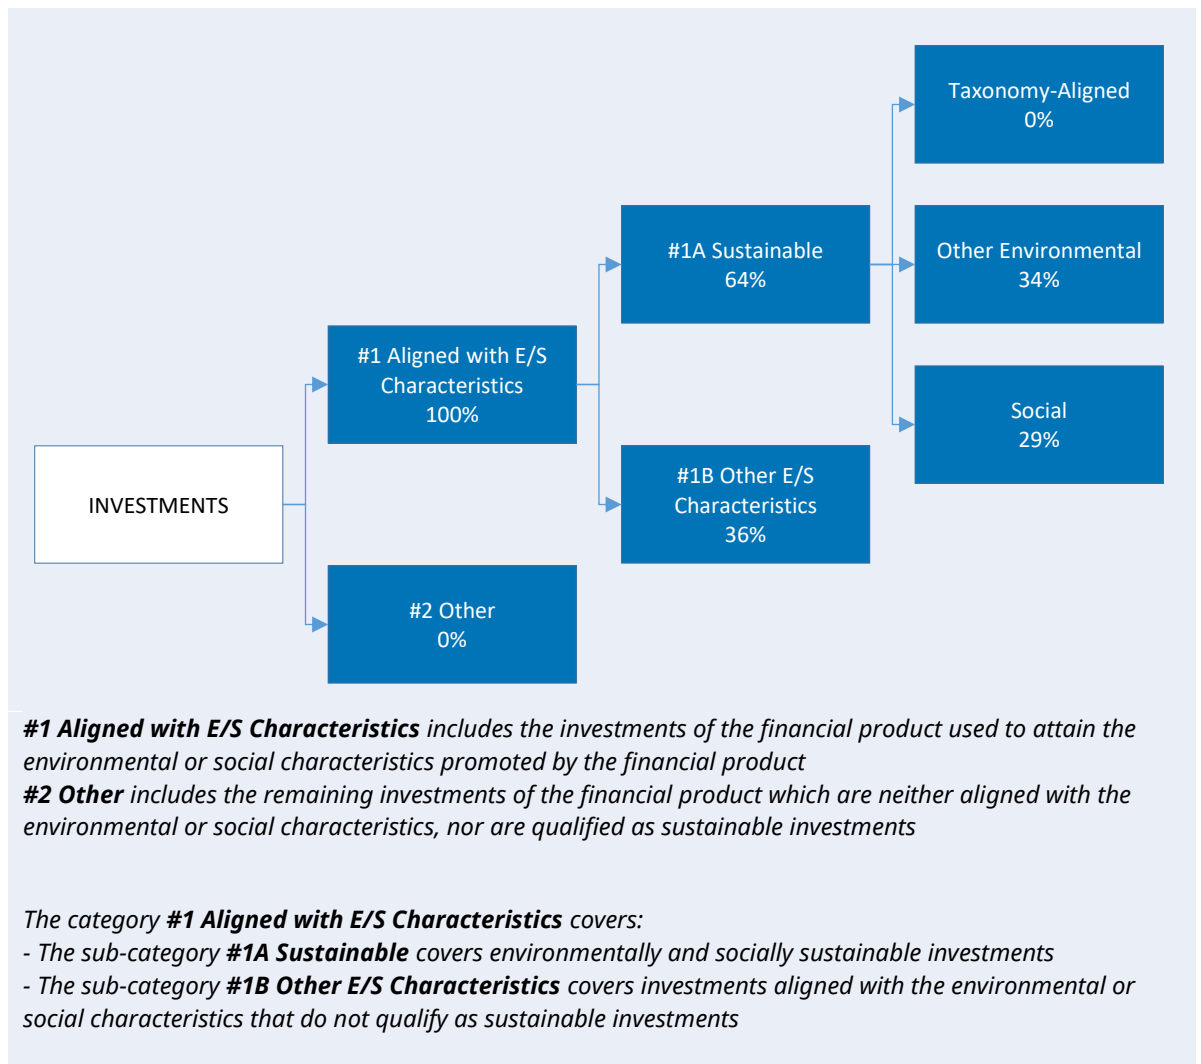 Taxonomy-Aligned
0%
#1A Sustainable
64%
Other Environmental
34%
#1 Aligned with E/S
Characteristics
100%
Social
29%
INVESTMENTS
#1B Other E/S
Characteristics
36%
#2 Other
0%
#1 Aligned with E/S Characteristics includes the investments of the financial product used to attain the
environmental or social characteristics promoted by the financial product
#2 Other includes the remaining investments of the financial product which are neither aligned with the
environmental or social characteristics, nor are qualified as sustainable investments
The category #1 Aligned with E/S Characteristics covers:
- The sub-category #1A Sustainable covers environmentally and socially sustainable investments
- The sub-category #1B Other E/S Characteristics covers investments aligned with the environmental or
social characteristics that do not qualify as sustainable investments